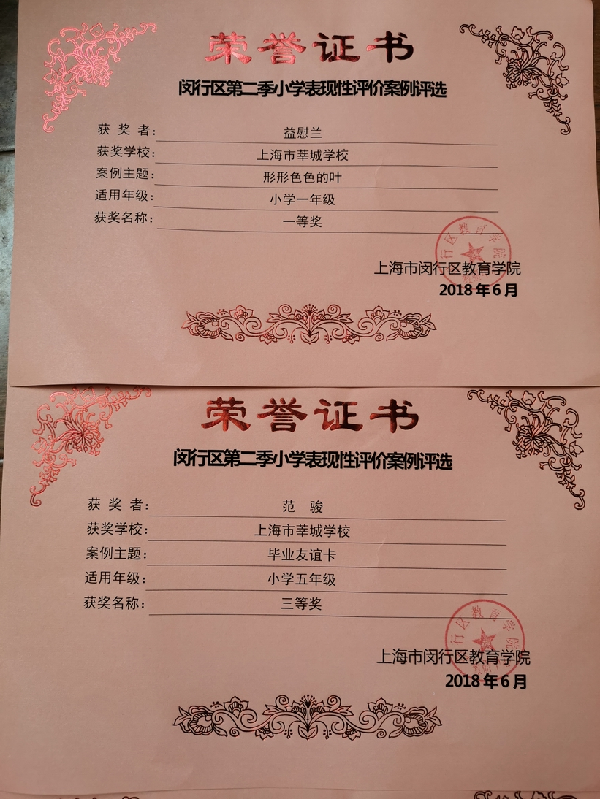 荣誉证书
闵行区第二季小学表现性评价案例评选
获奖者：益慰兰
获奖学校：上海市莘城学校
案例主题：形形色色的叶
适用年级：小学一年级
获奖名称：一等奖
上海市闵行区教育学院
2018年6月
荣誉证书
闵行区第二季小学表现性评价案例评选
获奖者：范骏
获奖学校：上海市莘城学校
案例主题：毕业友谊卡
适用年级：小学五年级
获奖名称：三等奖
上海市闵行区教育学院
2018年6月